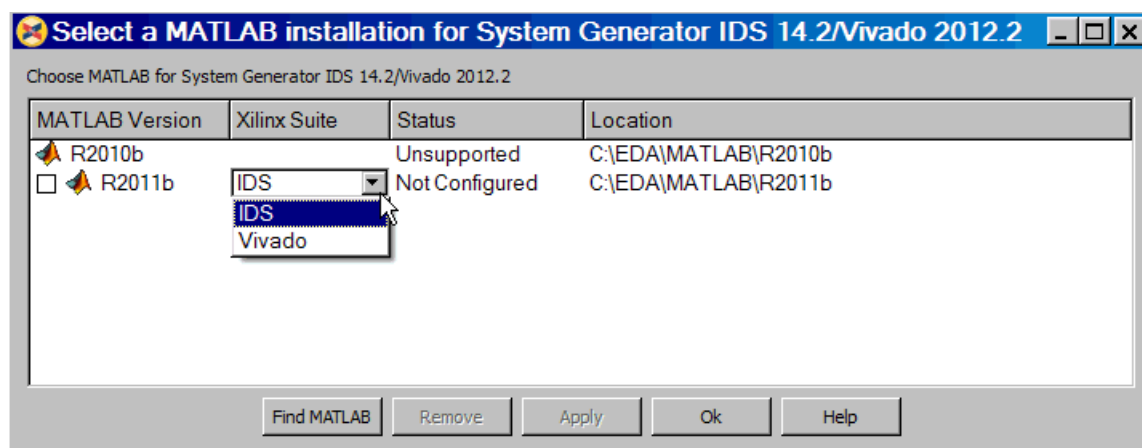 Select a MATLAB installation for System Generator IDS 14.2/Vivado 2012.2
Choose MATLAB for System Generator IDS 14.2/Vivado 2012.2
MATLAB Version Xilinx Suite Status Location
R2010b Unsupported C:\EDA\MATLAB\R2010b
R2011b IDS Not Configured C:\EDA\MATLAB\R2011b
IDS
Vivado
Find MATLAB Remove Apply Ok Help